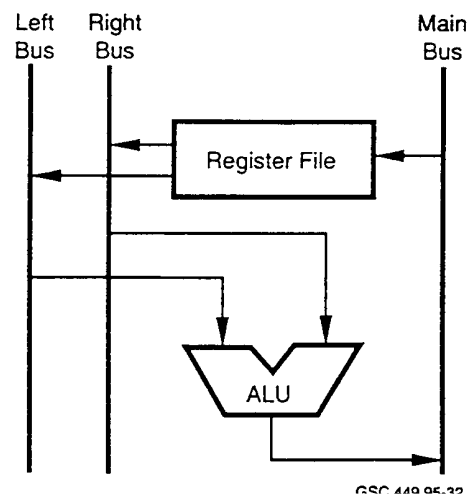 Left Bus
Right Bus
Main Bus
Register File
ALU
GSC 449.95-32